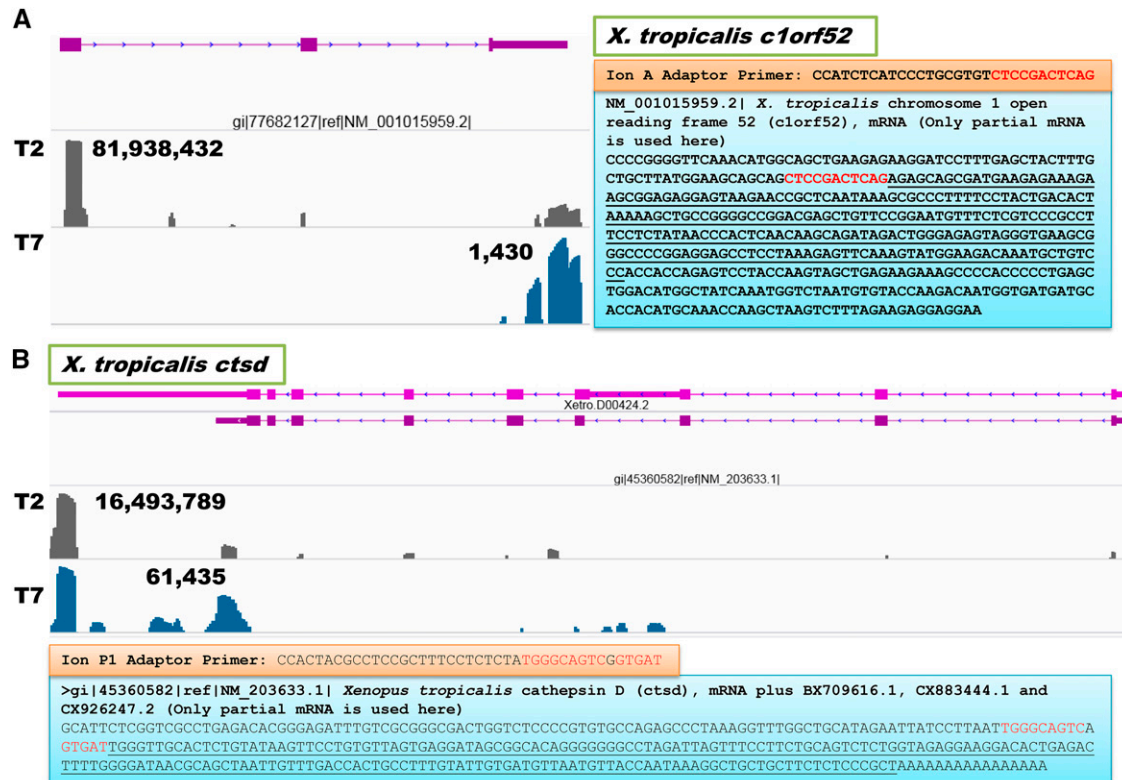 A
X. tropicalis c1orf52
Ion A Adaptor Primer: CCATCTCATCCCTGCGTGTCTCCGACTCAG
gi|77682127|ref|NM_001015959.2|
NM_001015959.2| X. tropicalis chromosome 1 open
reading frame 52 (c1orf52), mRNA (Only partial mRNA
is used here)
CCCCGGGGTTCAAACATGGCAGCTGAAGAGAAGGATCCTTTGAGCTACTTTG
CTGCTTATGGAAGCAGCAGCTCCGACTCAGAGAGCAGCGATGAAGAGAAAGA
AGCGGAGAGGAGTAAGAACCGCTCAATAAAGCGCCCTTTTCCTACTGACACT
AAAAAGCTGCCGGGGCCGGACGAGCTGTTCCGGAATGTTTCTCGTCCCGCCT
TCCTCTATAACCCACTCAACAAGCAGATAGACTGGGAGAGTAGGGTGAAGCG
GGCCCCGGAGGAGCCTCCTAAAGAGTTCAAAGTATGGAAGACAAATGCTGTC
CCACCACCAGAGTCCTACCAAGTAGCTGAGAAGAAAGCCCCACCCCCTGAGC
TGGACATGGCTATCAAATGGTCTAATGTGTACCAAGACAATGGTGATGATGC
ACCACATGCAAACCAAGCTAAGTCTTTAGAAGAGGAGGAA
T2
81,938,432
T7
1,430
B
X. tropicalis ctsd
Xetro.D00424.2
gi|45360582|ref|NM_203633.1|
T2
16,493,789
T7
61,435
Ion P1 Adaptor Primer: CCACTACGCCTCCGCTTTCCTCTCTATGGGCAGTCGGTGAT
>gi|45360582|ref|NM_203633.1| Xenopus tropicalis cathepsin D (ctsd), mRNA plus BX709616.1, CX883444.1 and
CX926247.2 (Only partial mRNA is used here)
GCATTCTCGGTCGCCTGAGACACGGGAGATTTGTCGCGGGCGACTGGTCTCCCCGTGTGCCAGAGCCCTAAAGGTTTGGCTGCATAGAATTATCCTTAATTGGGCAGTCA
GTGATTGGGTTGCACTCTGTATAAGTTCCTGTGTTAGTGAGGATAGCGGCACAGGGGGGGCCTAGATTAGTTTCCTTCTGCAGTCTCTGGTAGAGGAAGGACACTGAGAC
TTTTGGGGATAACGCAGCTAATTGTTTGACCACTGCCTTTGTATTGTGATGTTAATGTTACCAATAAAGGCTGCTGCTTCTCTCCCGCTAAAAAAAAAAAAAAAAA